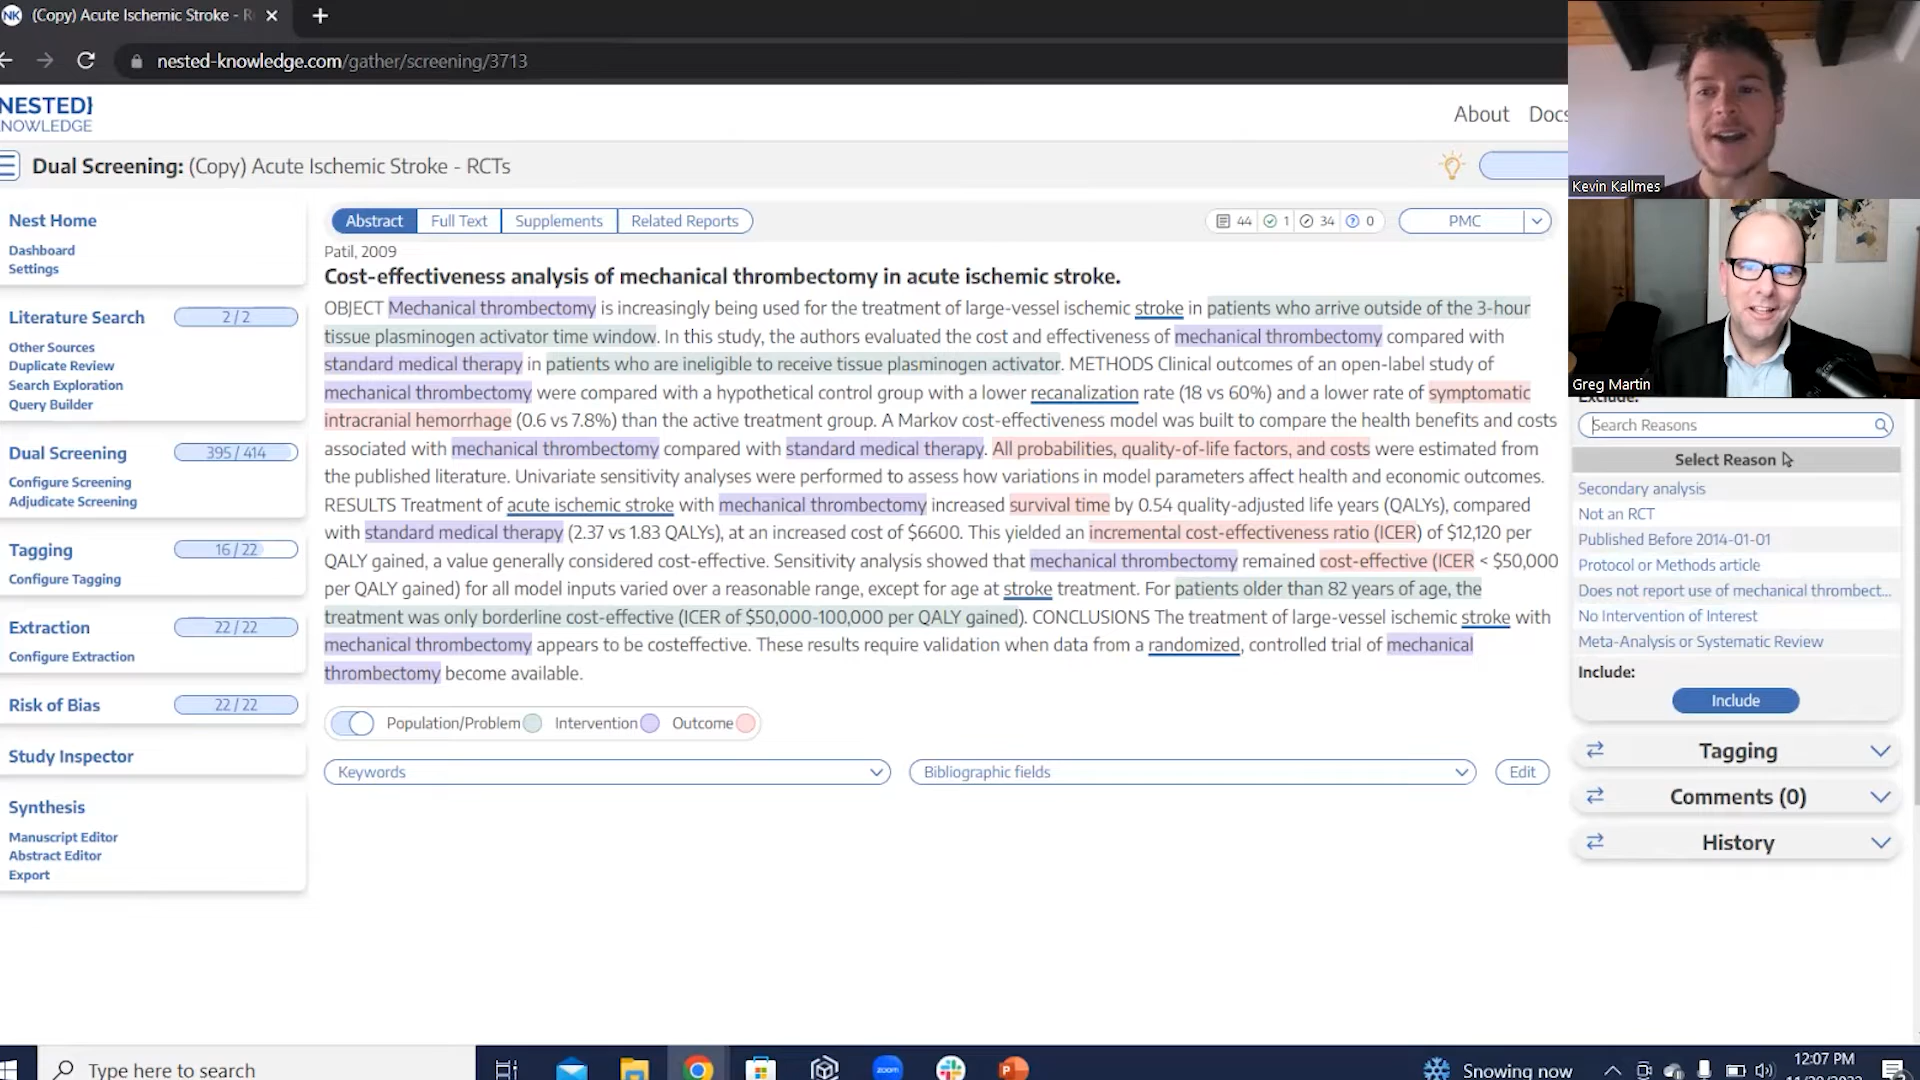 (Copy) Acute Ischemic Stroke - R
nested-knowledge.com/gather/screening/3713
NESTED}
KNOWLEDGE
About Docs
Dual Screening: (Copy) Acute Ischemic Stroke - RCTs
Kevin Kallmes
Greg Martin
Nest Home
Dashboard
Settings
Literature Search 2 / 2
Other Sources
Duplicate Review
Search Exploration
Query Builder
Dual Screening 395 / 414
Configure Screening
Adjudicate Screening
Tagging 16 / 22
Configure Tagging
Extraction 22 / 22
Configure Extraction
Risk of Bias 22 / 22
Study Inspector
Synthesis
Manuscript Editor
Abstract Editor
Export
Abstract Full Text Supplements Related Reports
44 1 34 0 PMC
Patil, 2009
Cost-effectiveness analysis of mechanical thrombectomy in acute ischemic stroke.
OBJECT Mechanical thrombectomy is increasingly being used for the treatment of large-vessel ischemic stroke in patients who arrive outside of the 3-hour
tissue plasminogen activator time window. In this study, the authors evaluated the cost and effectiveness of mechanical thrombectomy compared with
standard medical therapy in patients who are ineligible to receive tissue plasminogen activator. METHODS Clinical outcomes of an open-label study of
mechanical thrombectomy were compared with a hypothetical control group with a lower recanalization rate (18 vs 60%) and a lower rate of symptomatic
intracranial hemorrhage (0.6 vs 7.8%) than the active treatment group. A Markov cost-effectiveness model was built to compare the health benefits and costs
associated with mechanical thrombectomy compared with standard medical therapy. All probabilities, quality-of-life factors, and costs were estimated from
the published literature. Univariate sensitivity analyses were performed to assess how variations in model parameters affect health and economic outcomes.
RESULTS Treatment of acute ischemic stroke with mechanical thrombectomy increased survival time by 0.54 quality-adjusted life years (QALYs), compared
with standard medical therapy (2.37 vs 1.83 QALYs), at an increased cost of $6600. This yielded an incremental cost-effectiveness ratio (ICER) of $12,120 per
QALY gained, a value generally considered cost-effective. Sensitivity analysis showed that mechanical thrombectomy remained cost-effective (ICER < $50,000
per QALY gained) for all model inputs varied over a reasonable range, except for age at stroke treatment. For patients older than 82 years of age, the
treatment was only borderline cost-effective (ICER of $50,000-100,000 per QALY gained). CONCLUSIONS The treatment of large-vessel ischemic stroke with
mechanical thrombectomy appears to be costeffective. These results require validation when data from a randomized, controlled trial of mechanical
thrombectomy become available.
Population/Problem Intervention Outcome
Keywords Bibliographic fields Edit
Exclude:
Search Reasons
Select Reason
Secondary analysis
Not an RCT
Published Before 2014-01-01
Protocol or Methods article
Does not report use of mechanical thrombect...
No Intervention of Interest
Meta-Analysis or Systematic Review
Include:
Include
Tagging
Comments (0)
History
Type here to search
zoom
Snowing now
12:07 PM